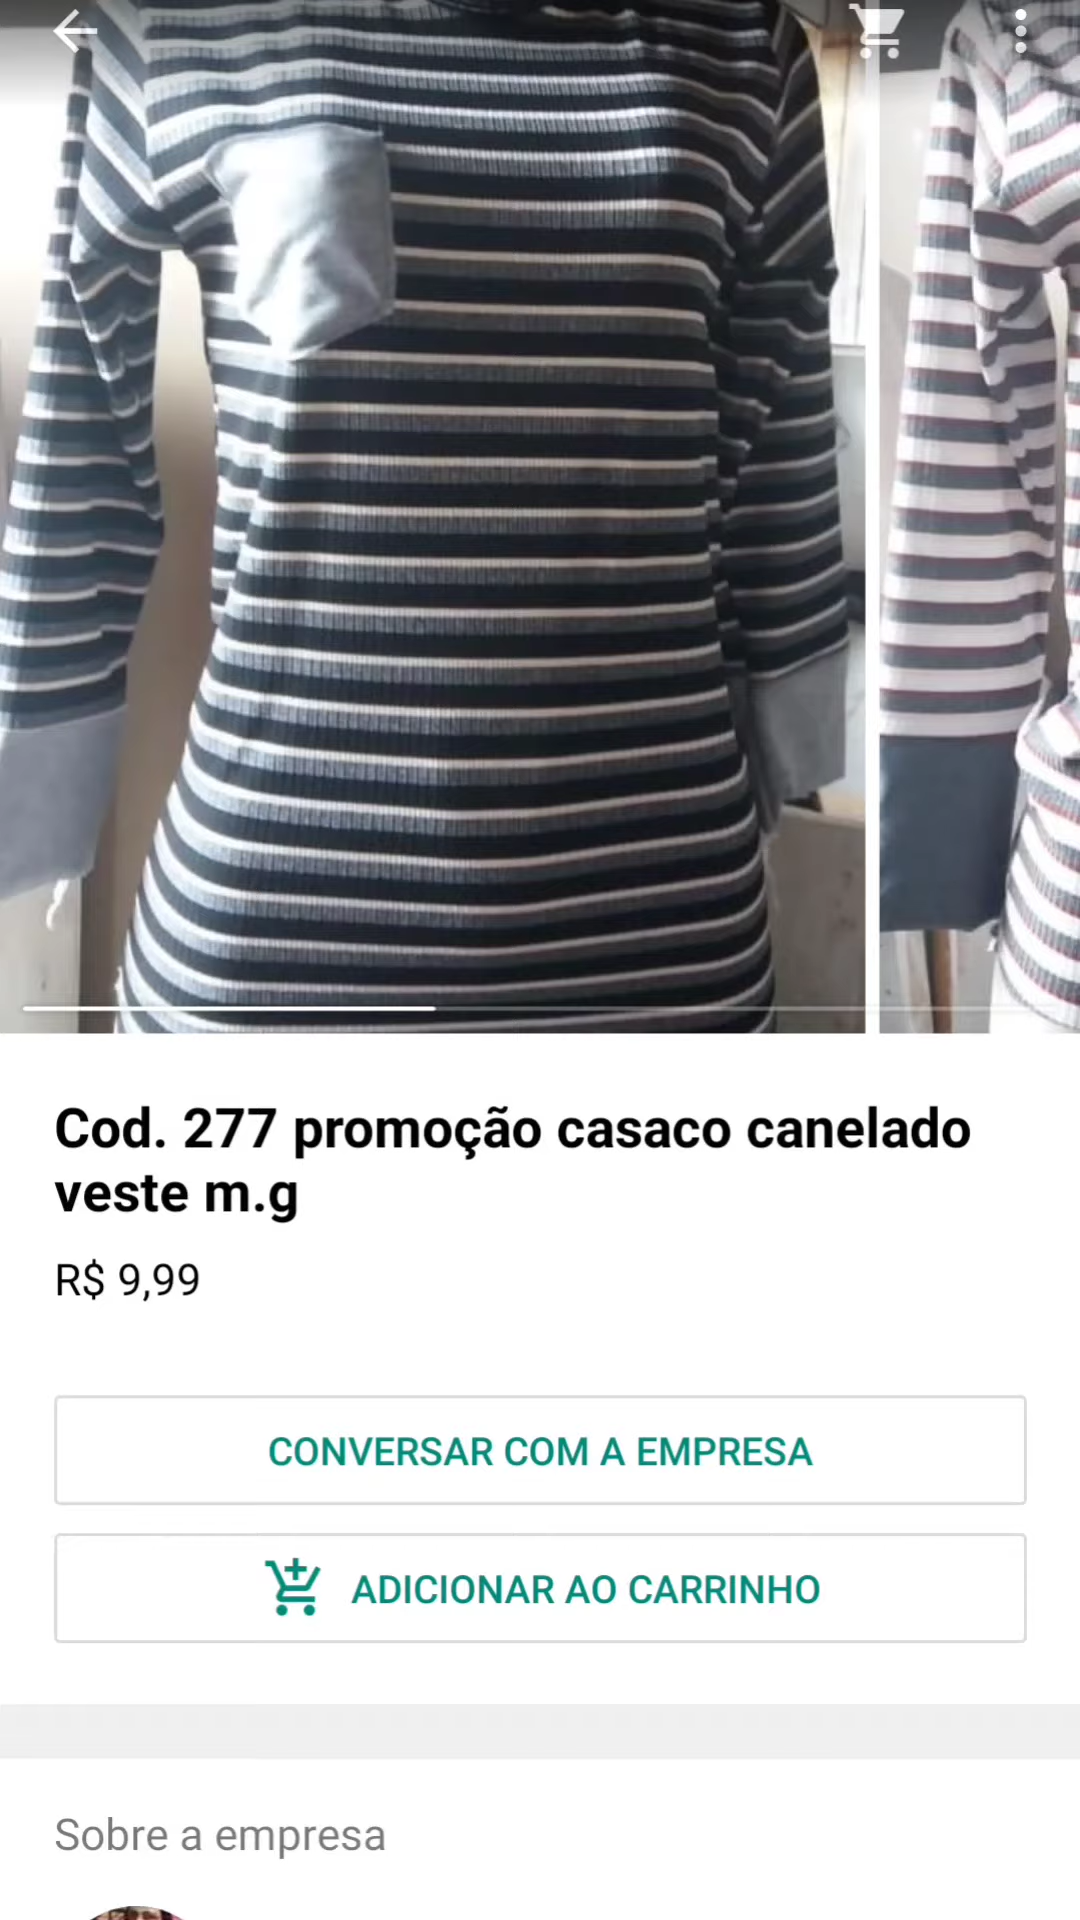 Cod. 277 promoção casaco canelado
veste m.g
R$ 9,99
CONVERSAR COM A EMPRESA
ADICIONAR AO CARRINHO
Sobre a empresa